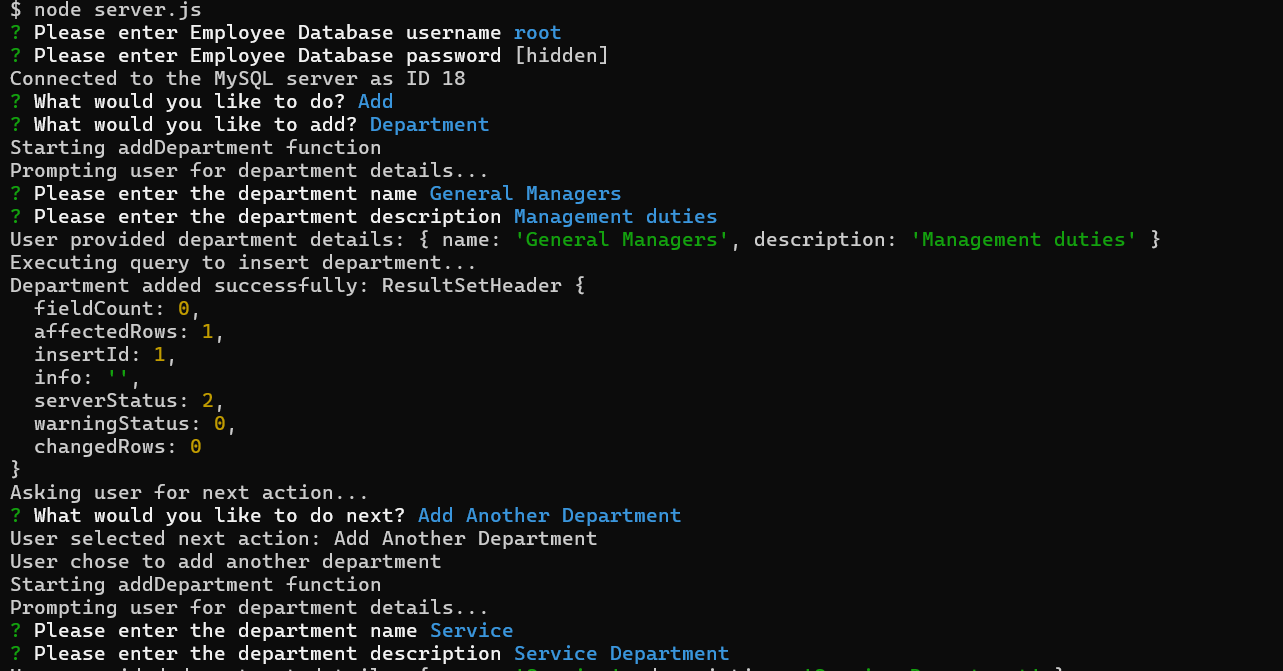 $ node server.js
? Please enter Employee Database username root
? Please enter Employee Database password [hidden]
Connected to the MySQL server as ID 18
? What would you like to do? Add
? What would you like to add? Department
Starting addDepartment function
Prompting user for department details...
? Please enter the department name General Managers
? Please enter the department description Management duties
User provided department details: { name: 'General Managers', description: 'Management duties' }
Executing query to insert department...
Department added successfully: ResultSetHeader {
  fieldCount: 0,
  affectedRows: 1,
  insertId: 1,
  info: '',
  serverStatus: 2,
  warningStatus: 0,
  changedRows: 0
}
Asking user for next action...
? What would you like to do next? Add Another Department
User selected next action: Add Another Department
User chose to add another department
Starting addDepartment function
Prompting user for department details...
? Please enter the department name Service
? Please enter the department description Service Department